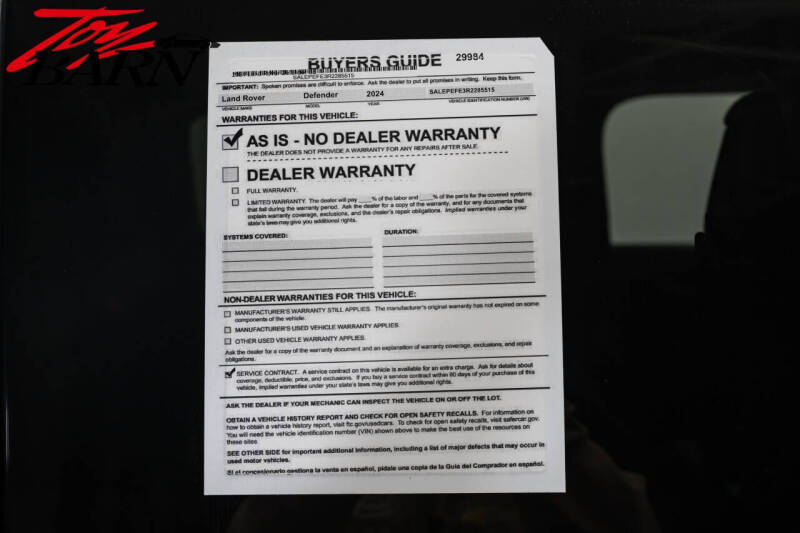 TOY
BARN
BUYERS GUIDE 29984
SALEPEFE3R2285515
IMPORTANT: Spoken promises are difficult to enforce. Ask the dealer to put all promises in writing. Keep this form.
Land Rover Defender 2024 SALEPEFE3R2285515
VEHICLE MAKE MODEL YEAR VEHICLE IDENTIFICATION NUMBER (VIN)
WARRANTIES FOR THIS VEHICLE:
AS IS - NO DEALER WARRANTY
THE DEALER DOES NOT PROVIDE A WARRANTY FOR ANY REPAIRS AFTER SALE.
DEALER WARRANTY
FULL WARRANTY.
LIMITED WARRANTY. The dealer will pay ____% of the labor and ____% of the parts for the covered systems
that fail during the warranty period. Ask the dealer for a copy of the warranty, and for any documents that
explain warranty coverage, exclusions, and the dealer's repair obligations. Implied warranties under your
state's laws may give you additional rights.
SYSTEMS COVERED: DURATION:
NON-DEALER WARRANTIES FOR THIS VEHICLE:
MANUFACTURER'S WARRANTY STILL APPLIES. The manufacturer's original warranty has not expired on some
components of the vehicle.
MANUFACTURER'S USED VEHICLE WARRANTY APPLIES.
OTHER USED VEHICLE WARRANTY APPLIES.
Ask the dealer for a copy of the warranty document and an explanation of warranty coverage, exclusions, and repair
obligations.
SERVICE CONTRACT. A service contract on this vehicle is available for an extra charge. Ask for details about
coverage, deductible, price, and exclusions. If you buy a service contract within 90 days of your purchase of this
vehicle, implied warranties under your state's laws may give you additional rights.
ASK THE DEALER IF YOUR MECHANIC CAN INSPECT THE VEHICLE ON OR OFF THE LOT.
OBTAIN A VEHICLE HISTORY REPORT AND CHECK FOR OPEN SAFETY RECALLS. For information on
how to obtain a vehicle history report, visit ftc.gov/usedcars. To check for open safety recalls, visit safercar.gov.
You will need the vehicle identification number (VIN) shown above to make the best use of the resources on
these sites.
SEE OTHER SIDE for important additional information, including a list of major defects that may occur in
used motor vehicles.
Si el concesionario gestiona la venta en español, pídale una copia de la Guía del Comprador en español.